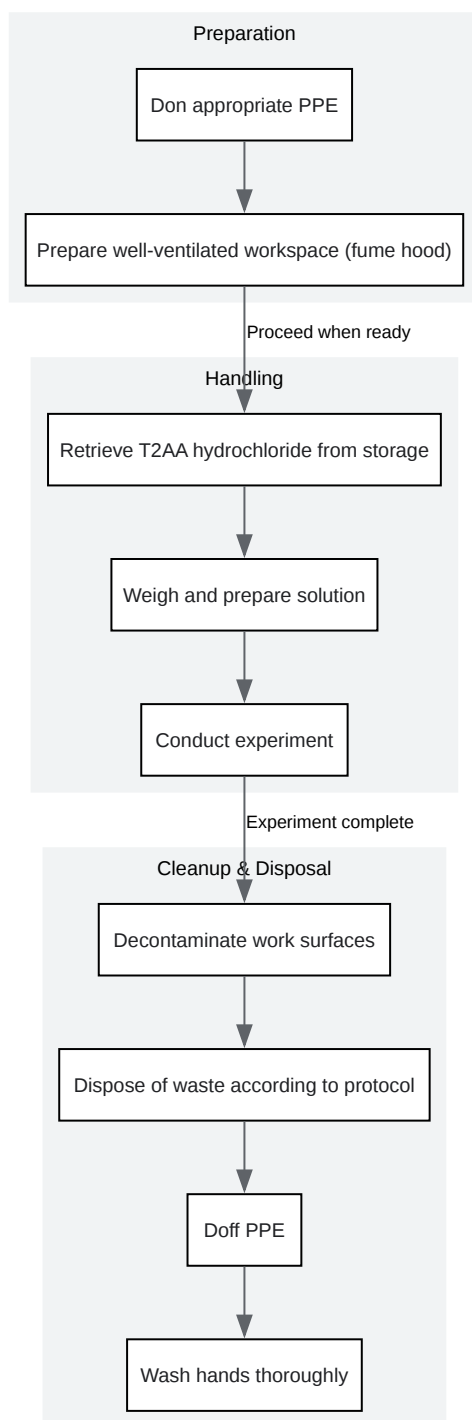 Preparation
Don appropriate PPE
Prepare well-ventilated workspace (fume hood)
Proceed when ready
Handling
Retrieve T2AA hydrochloride from storage
Weigh and prepare solution
Conduct experiment
Experiment complete
Cleanup & Disposal
Decontaminate work surfaces
Dispose of waste according to protocol
Doff PPE
Wash hands thoroughly